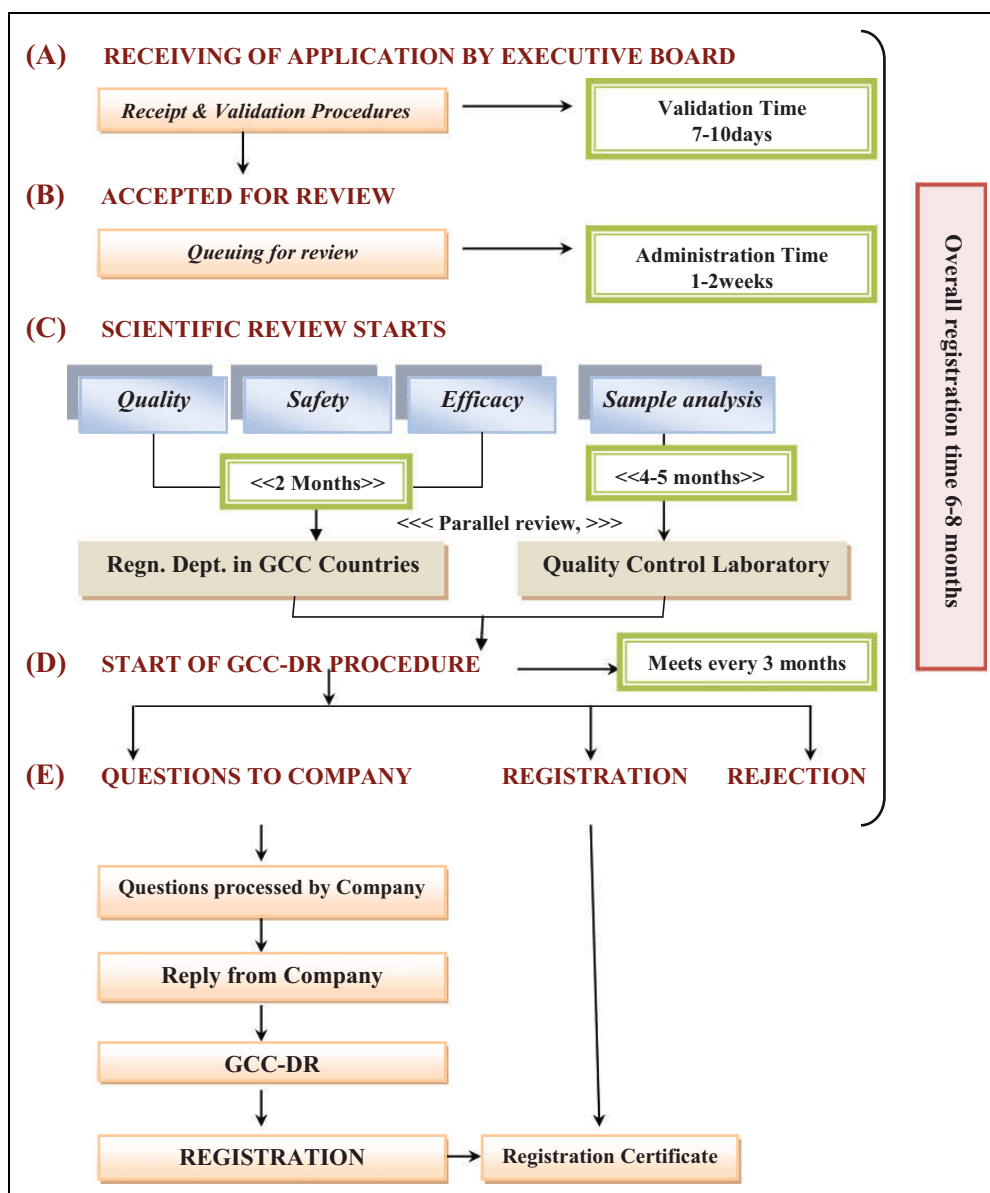 (A) RECEIVING OF APPLICATION BY EXECUTIVE BOARD
Receipt & Validation Procedures
Validation Time
7-10days
(B) ACCEPTED FOR REVIEW
Queuing for review
Administration Time
1-2weeks
(C) SCIENTIFIC REVIEW STARTS
Quality
Safety
Efficacy
Sample analysis
<<2 Months>>
<<4-5 months>>
<<< Parallel review, >>>
Regn. Dept. in GCC Countries
Quality Control Laboratory
(D) START OF GCC-DR PROCEDURE
Meets every 3 months
(E) QUESTIONS TO COMPANY
REGISTRATION
REJECTION
Questions processed by Company
Reply from Company
GCC-DR
REGISTRATION
Registration Certificate
Overall registration time 6-8 months